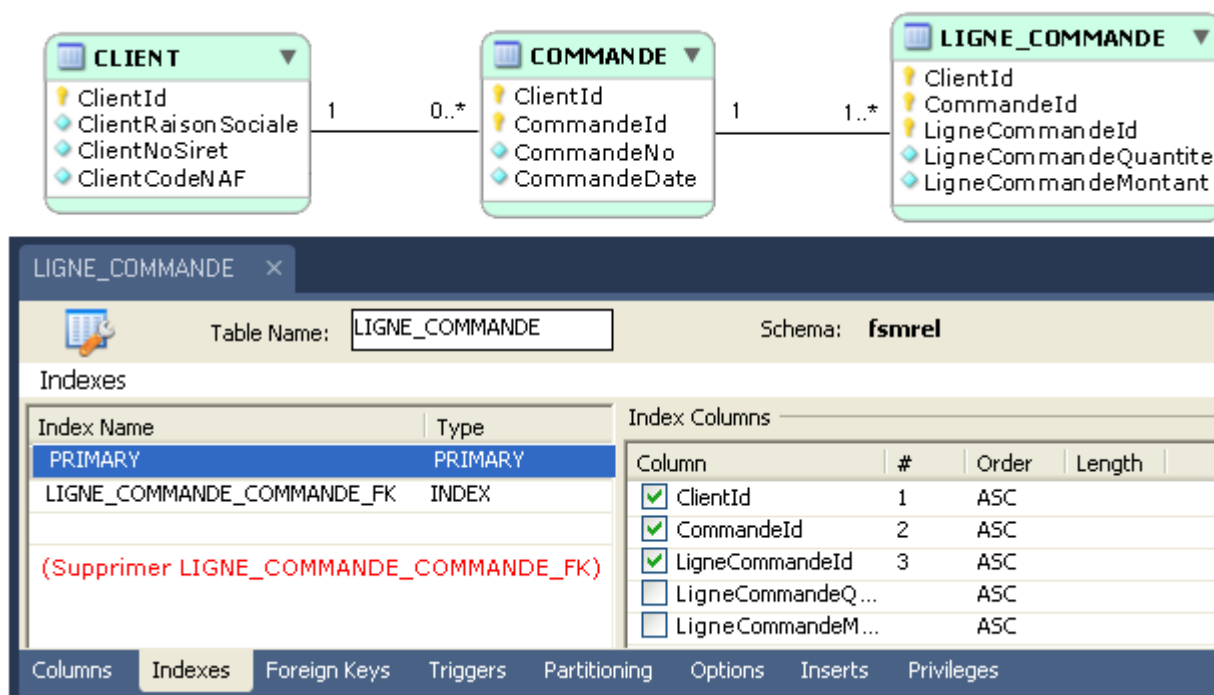 CLIENT
ClientId
ClientRaisonSociale
ClientNoSiret
ClientCodeNAF
1
0..*
COMMANDE
ClientId
CommandeId
CommandeNo
CommandeDate
1
1..*
LIGNE_COMMANDE
ClientId
CommandeId
LigneCommandeId
LigneCommandeQuantite
LigneCommandeMontant
LIGNE_COMMANDE ×
Table Name: LIGNE_COMMANDE Schema: fsmrel
Indexes
Index Name Type
PRIMARY PRIMARY
LIGNE_COMMANDE_COMMANDE_FK INDEX
(Supprimer LIGNE_COMMANDE_COMMANDE_FK)
Index Columns
Column # Order Length
ClientId 1 ASC
CommandeId 2 ASC
LigneCommandeId 3 ASC
LigneCommandeQ... ASC
LigneCommandeM... ASC
Columns Indexes Foreign Keys Triggers Partitioning Options Inserts Privileges